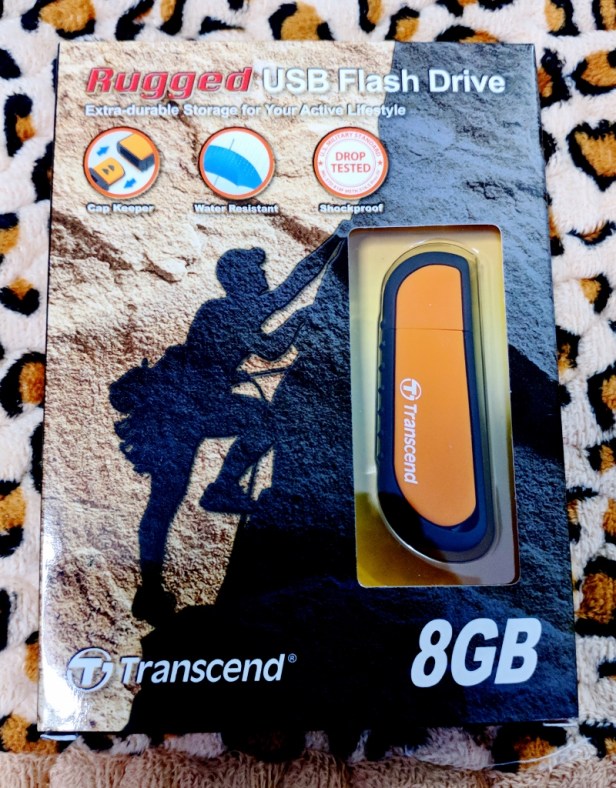 Rugged USB Flash Drive
Extra-durable Storage for Your Active Lifestyle
DROP
TESTED
Cap Keeper
Water Resistant
Shockproof
Transcend
Transcend®
8GB